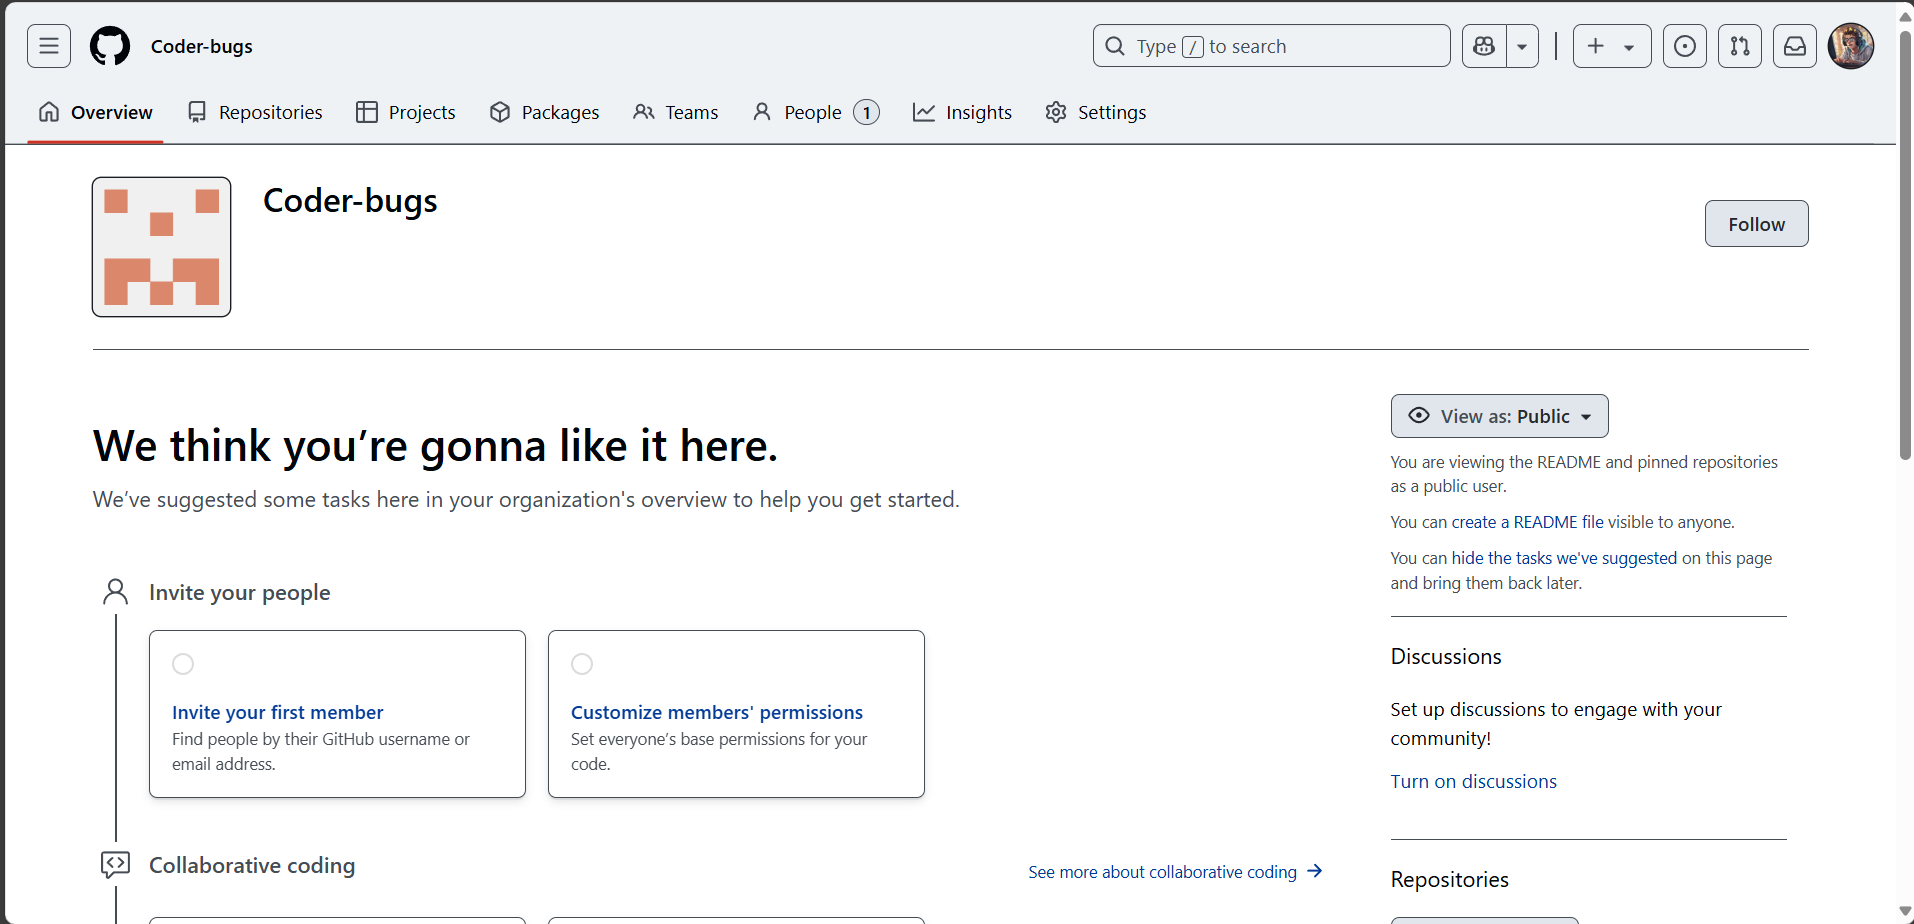 Coder-bugs
Type / to search
Overview
Repositories
Projects
Packages
Teams
People 1
Insights
Settings
Coder-bugs
Follow
We think you’re gonna like it here.
We’ve suggested some tasks here in your organization's overview to help you get started.
Invite your people
Invite your first member
Find people by their GitHub username or
email address.
Customize members' permissions
Set everyone’s base permissions for your
code.
Collaborative coding
See more about collaborative coding
View as: Public
You are viewing the README and pinned repositories
as a public user.
You can create a README file visible to anyone.
You can hide the tasks we've suggested on this page
and bring them back later.
Discussions
Set up discussions to engage with your
community!
Turn on discussions
Repositories